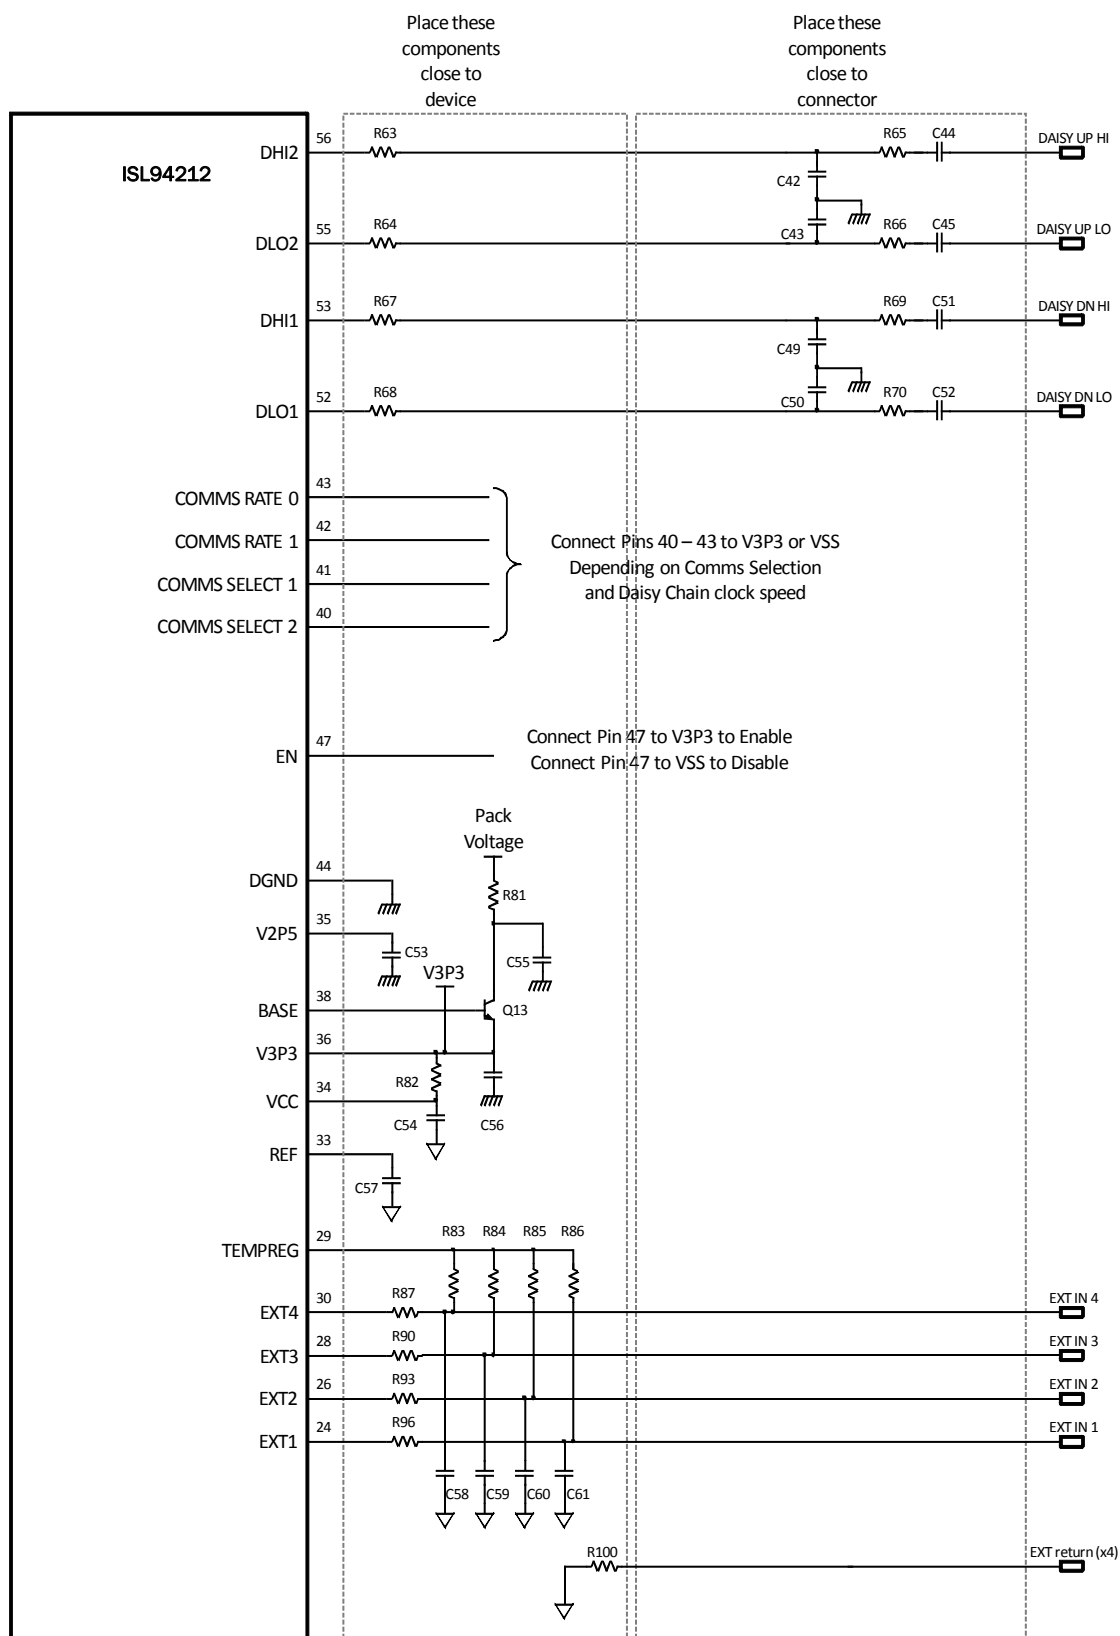 Place these
components
close to
device
Place these
components
close to
connector
ISL94212
DHI2 56 R63 R65 C44 DAISY UP HI
C42
DLO2 55 R64 C43 R66 C45 DAISY UP LO
DHI1 53 R67 R69 C51 DAISY DN HI
C49
DLO1 52 R68 C50 R70 C52 DAISY DN LO
COMMS RATE 0 43
COMMS RATE 1 42
COMMS SELECT 1 41
COMMS SELECT 2 40
Connect Pins 40 – 43 to V3P3 or VSS
Depending on Comms Selection
and Daisy Chain clock speed
EN 47
Connect Pin 47 to V3P3 to Enable
Connect Pin 47 to VSS to Disable
Pack
Voltage
DGND 44 R81
V2P5 35 C53 C55
V3P3
BASE 38 Q13
V3P3 36
R82
VCC 34 C54 C56
REF 33
C57
TEMPREG 29 R83 R84 R85 R86
EXT4 30 R87 EXT IN 4
EXT3 28 R90 EXT IN 3
EXT2 26 R93 EXT IN 2
EXT1 24 R96 EXT IN 1
C58 C59 C60 C61
R100 EXT return (x4)